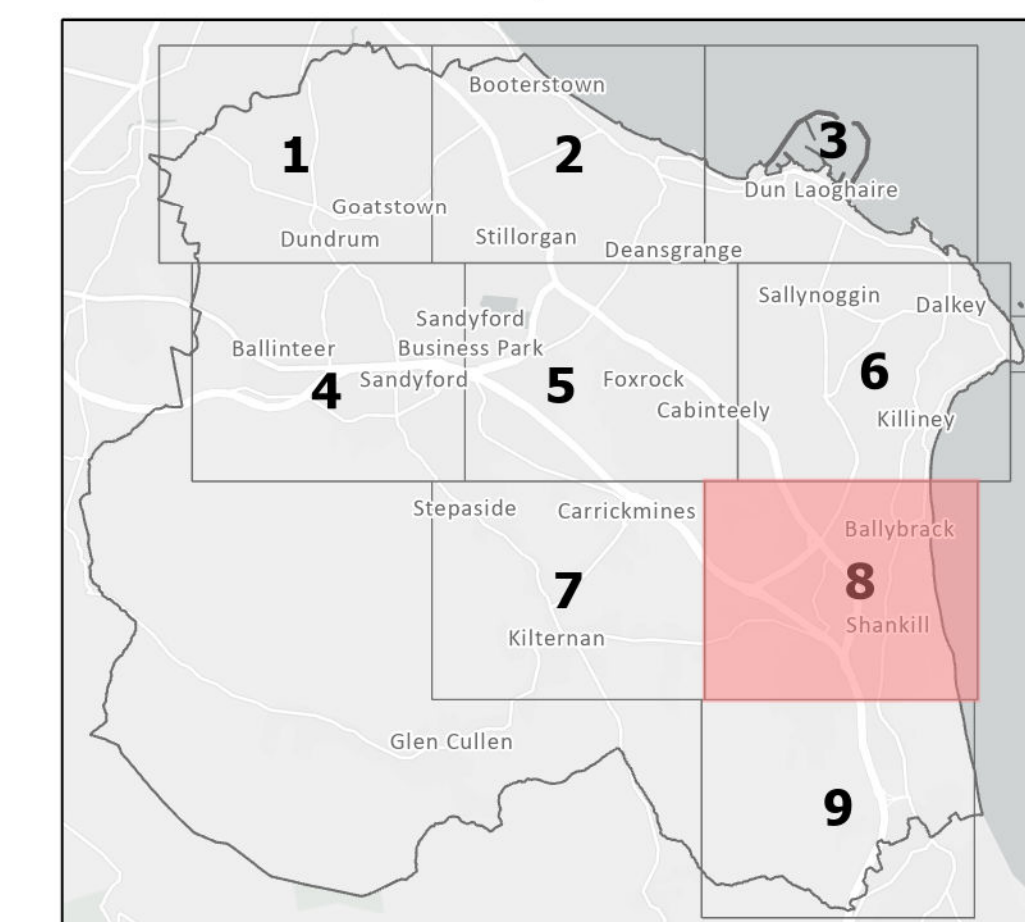 Booterstown
1
2
3
Dun Laoghaire
Goatstown
Dundrum
Stillorgan
Deansgrange
Sallynoggin
Dalkey
Sandyford
Business Park
Ballinteer
Sandyford
4
5
Foxrock
6
Cabinteely
Killiney
Stepaside
Carrickmines
Ballybrack
7
8
Kilternan
Shankill
Glen Cullen
9